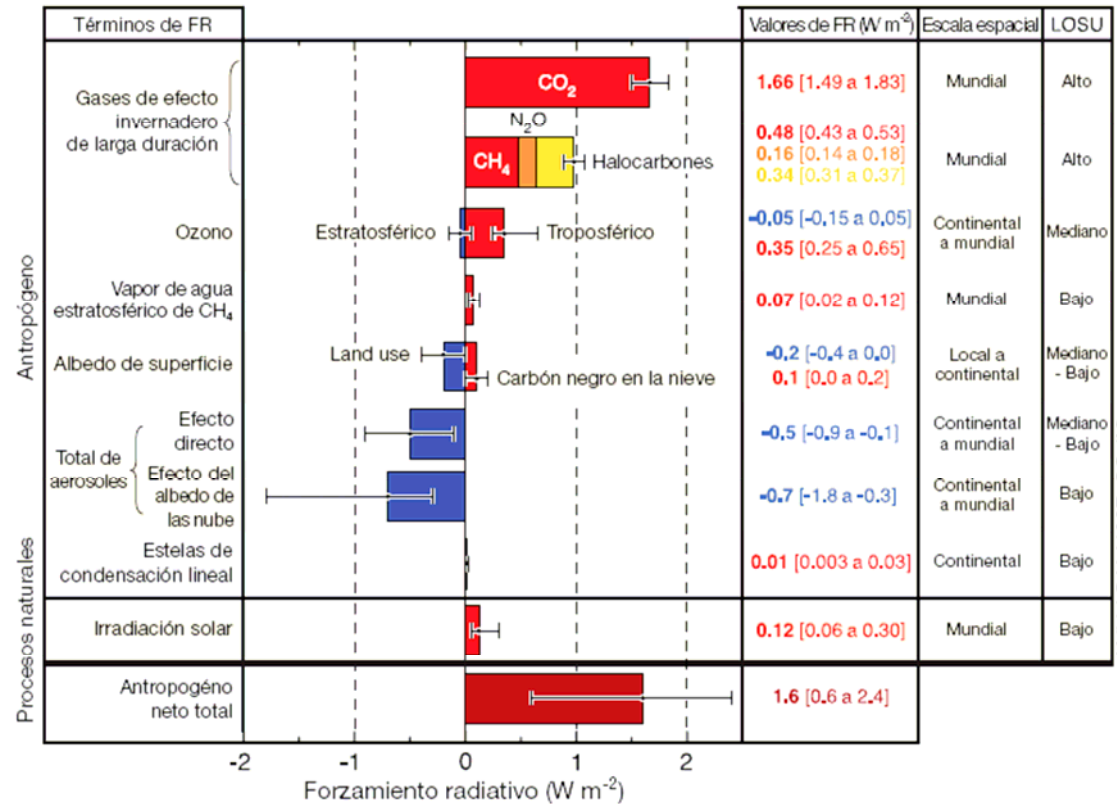 Términos de FR
Valores de FR (W m-2)
Escala espacial
LOSU
Antropógeno
Procesos naturales
Gases de efecto
invernadero
de larga duración
CO2
1.66 [1.49 a 1.83]
Mundial
Alto
N2O
CH4
Halocarbones
0.48 [0.43 a 0.53]
0.16 [0.14 a 0.18]
0.34 [0.31 a 0.37]
Mundial
Alto
Ozono
Estratosférico
Troposférico
-0.05 [-0.15 a 0.05]
0.35 [0.25 a 0.65]
Continental
a mundial
Mediano
Vapor de agua
estratosférico de CH4
0.07 [0.02 a 0.12]
Mundial
Bajo
Albedo de superficie
Land use
Carbón negro en la nieve
-0.2 [-0.4 a 0.0]
0.1 [0.0 a 0.2]
Local a
continental
Mediano
- Bajo
Total de
aerosoles
Efecto
directo
-0.5 [-0.9 a -0.1]
Continental
a mundial
Mediano
- Bajo
Efecto del
albedo de
las nube
-0.7 [-1.8 a -0.3]
Continental
a mundial
Bajo
Estelas de
condensación lineal
0.01 [0.003 a 0.03]
Continental
Bajo
Irradiación solar
0.12 [0.06 a 0.30]
Mundial
Bajo
Antropogéno
neto total
1.6 [0.6 a 2.4]
-2
-1
0
1
2
Forzamiento radiativo (W m-2)